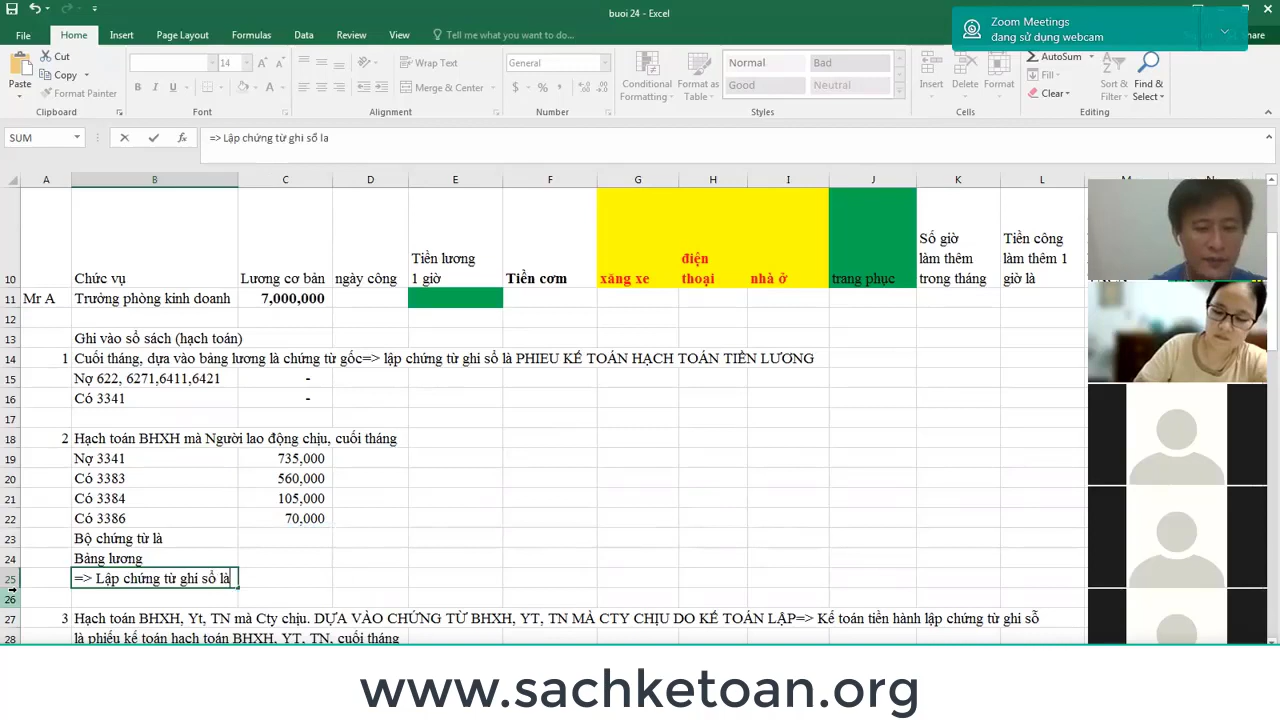 buoi 24 - Excel
Zoom Meetings
đang sử dụng webcam
File Home Insert Page Layout Formulas Data Review View Tell me what you want to do...
Paste
Cut
Copy
Format Painter
Clipboard
14
B I U
Font
Wrap Text
Merge & Center
Alignment
General
$ % ,
Number
Conditional Formatting
Format as Table
Normal Bad
Good Neutral
Styles
Insert Delete Format
Cells
AutoSum
Fill
Clear
Sort & Filter
Find & Select
Editing
SUM
fx
=> Lập chứng từ ghi sổ la
A B C D E F G H I J K L M N
10 Chức vụ Lương cơ bản ngày công Tiền lương 1 giờ Tiền cơm xăng xe điện thoại nhà ở trang phục Số giờ làm thêm trong tháng Tiền công làm thêm 1 giờ là
11 Mr A Trưởng phòng kinh doanh 7,000,000
12
13 Ghi vào sổ sách (hạch toán)
14 1 Cuối tháng, dựa vào bảng lương là chứng từ gốc=> lập chứng từ ghi sổ là PHIEU KẾ TOÁN HẠCH TOÁN TIỀN LƯƠNG
15 Nợ 622, 6271,6411,6421 -
16 Có 3341 -
17
18 2 Hạch toán BHXH mà Người lao động chịu, cuối tháng
19 Nợ 3341 735,000
20 Có 3383 560,000
21 Có 3384 105,000
22 Có 3386 70,000
23 Bộ chứng từ là
24 Bảng lương
25 => Lập chứng từ ghi sổ là
26
27 3 Hạch toán BHXH, Yt, TN mà Cty chịu. DỰA VÀO CHỨNG TỪ BHXH, YT, TN MÀ CTY CHỊU DO KẾ TOÁN LẬP=> Kế toán tiến hành lập chứng từ ghi sỗ
28 là phiếu kế toán hạch toán BHXH, YT, TN, cuối tháng
www.sachketoan.org